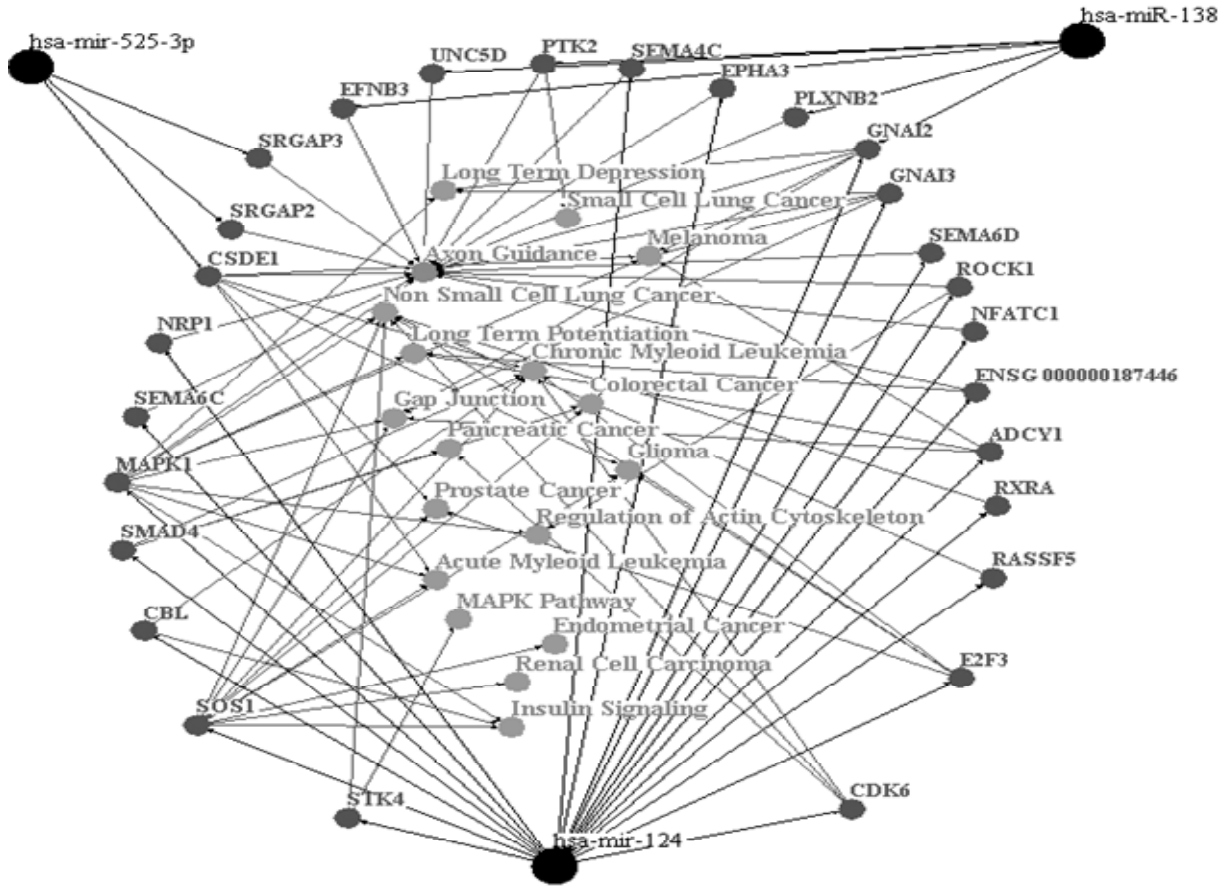 hsa-miR-138
hsa-mir-525-3p
PTK2
SEMA4C
UNC5D
EPHA3
EFNB3
PLXNB2
GNAI2
SRGAP3
Long Term Depression
GNAI3
Small Cell Lung Cancer
SRGAP2
Melanoma
SEMA6D
Axon Guidance
CSDE1
ROCK1
Non Small Cell Lung Cancer
NFATC1
NRP1
Long Term Potentiation
Chronic Myeloid Leukemia
ENSG000000187446
Colorectal Cancer
SEMA6C
Gap Junction
Pancreatic Cancer
ADCY1
Glioma
MAPK1
Prostate Cancer
RXRA
Regulation of Actin Cytoskeleton
SMAD4
Acute Myeloid Leukemia
RASSF5
MAPK Pathway
CBL
Endometrial Cancer
Renal Cell Carcinoma
E2F3
SOS1
Insulin Signaling
STK4
CDK6
hsa-mir-124